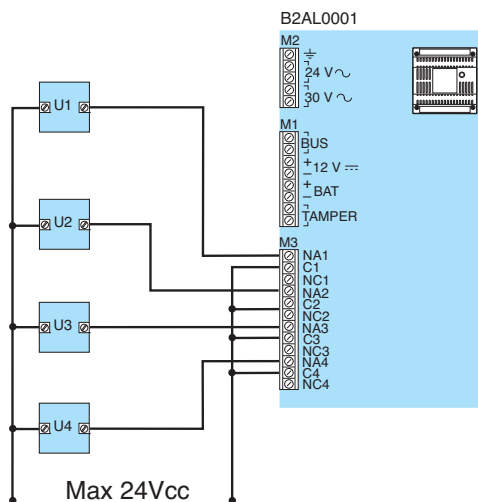 B2AL0001
M2
24 V
30 V
M1
BUS
+
12 V
–
+
BAT
–
TAMPER
M3
NA1
C1
NC1
NA2
C2
NC2
NA3
C3
NC3
NA4
C4
NC4
U1
U2
U3
U4
Max 24Vcc